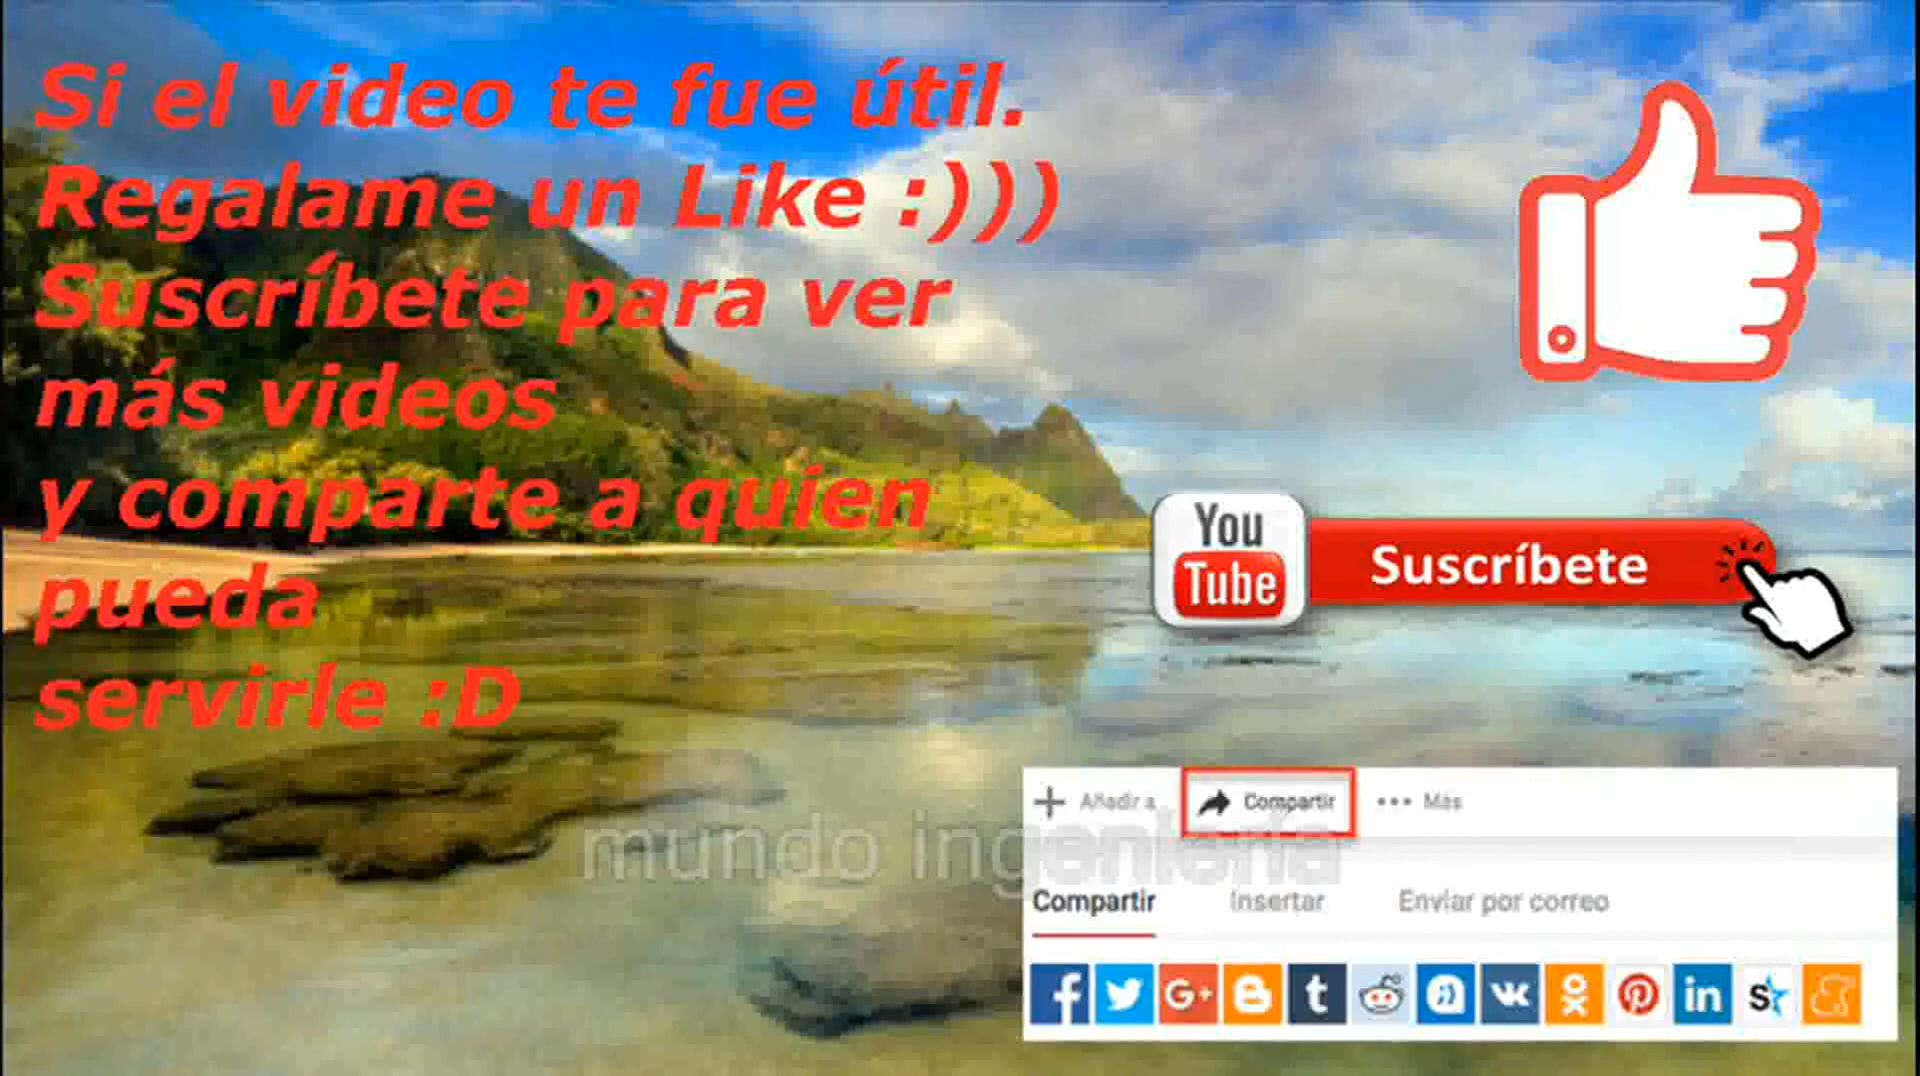 Si el video te fue útil.
Regalame un Like :)))
Suscríbete para ver
más videos
y comparte a quien
pueda
servirle :D
You
Tube
Suscríbete
Añadir a
Compartir
Más
mundo ingeniería
Compartir
Insertar
Enviar por correo